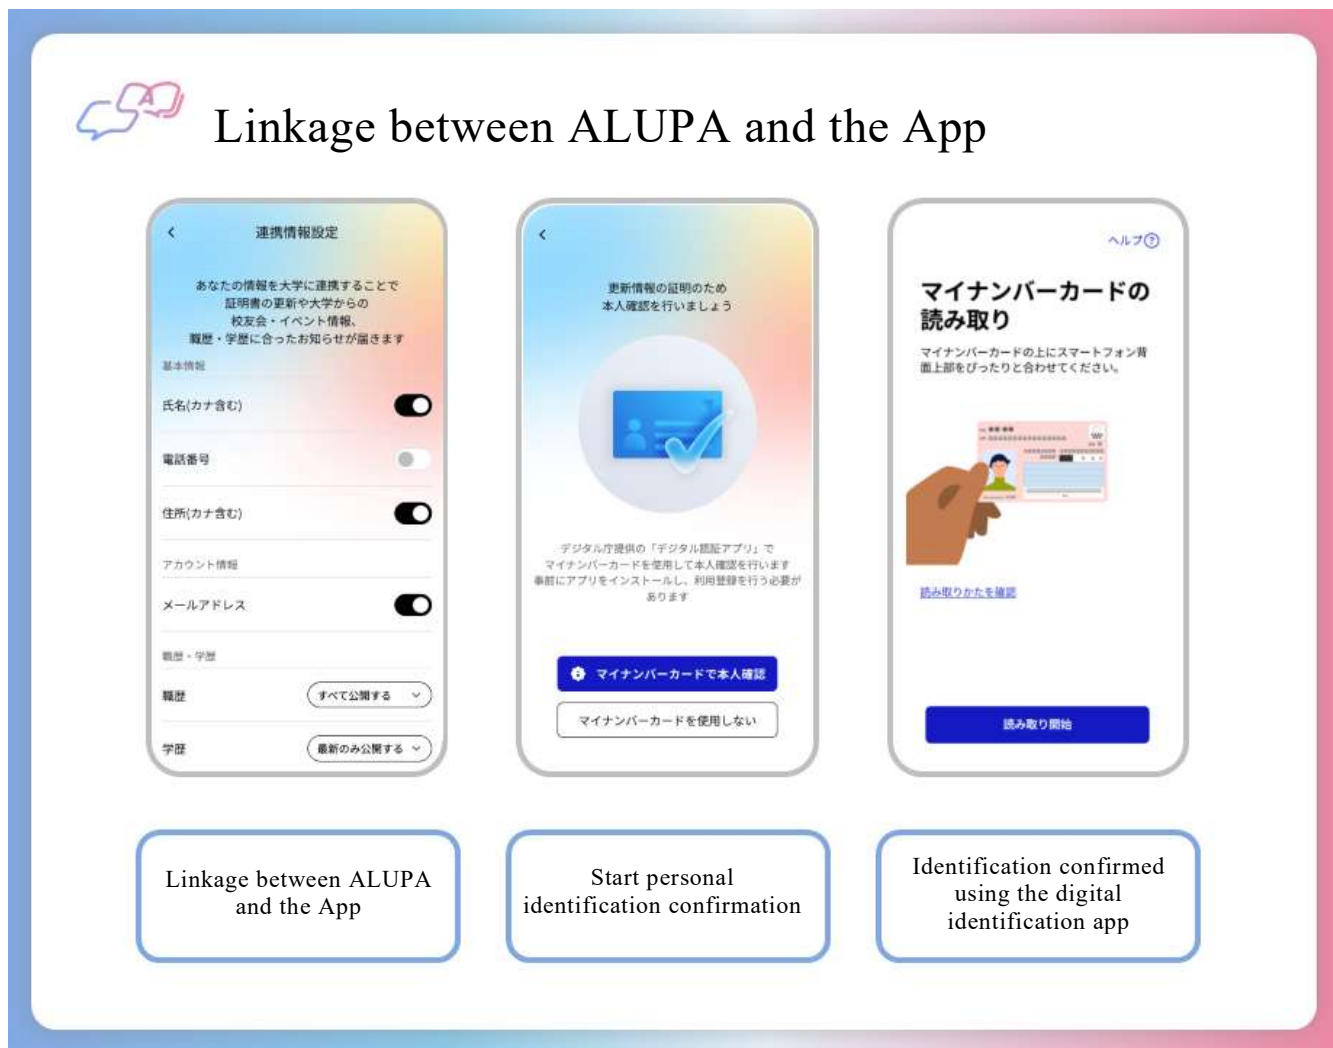 Linkage between ALUPA and the App
連携情報設定
あなたの情報を大学に連携することで
証明書の更新や大学からの
校友会・イベント情報、
職歴・学歴に合ったお知らせが届きます
基本情報
氏名(カナ含む)
電話番号
住所(カナ含む)
アカウント情報
メールアドレス
職歴・学歴
職歴
すべて公開する
学歴
最新のみ公開する
更新情報の証明のため
本人確認を行いましょう
デジタル庁提供の「デジタル認証アプリ」で
マイナンバーカードを使用して本人確認を行います
事前にアプリをインストールし、利用登録を行う必要が
あります
マイナンバーカードで本人確認
マイナンバーカードを使用しない
ヘルプ?
マイナンバーカードの
読み取り
マイナンバーカードの上にスマートフォン背
面上部をぴったりと合わせてください。
読み取りかたを確認
読み取り開始
Linkage between ALUPA
and the App
Start personal
identification confirmation
Identification confirmed
using the digital
identification app